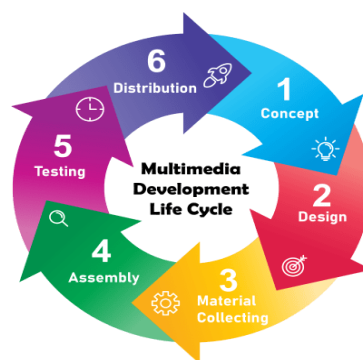 Multimedia
Development
Life Cycle
1
Concept
2
Design
3
Material
Collecting
4
Assembly
5
Testing
6
Distribution